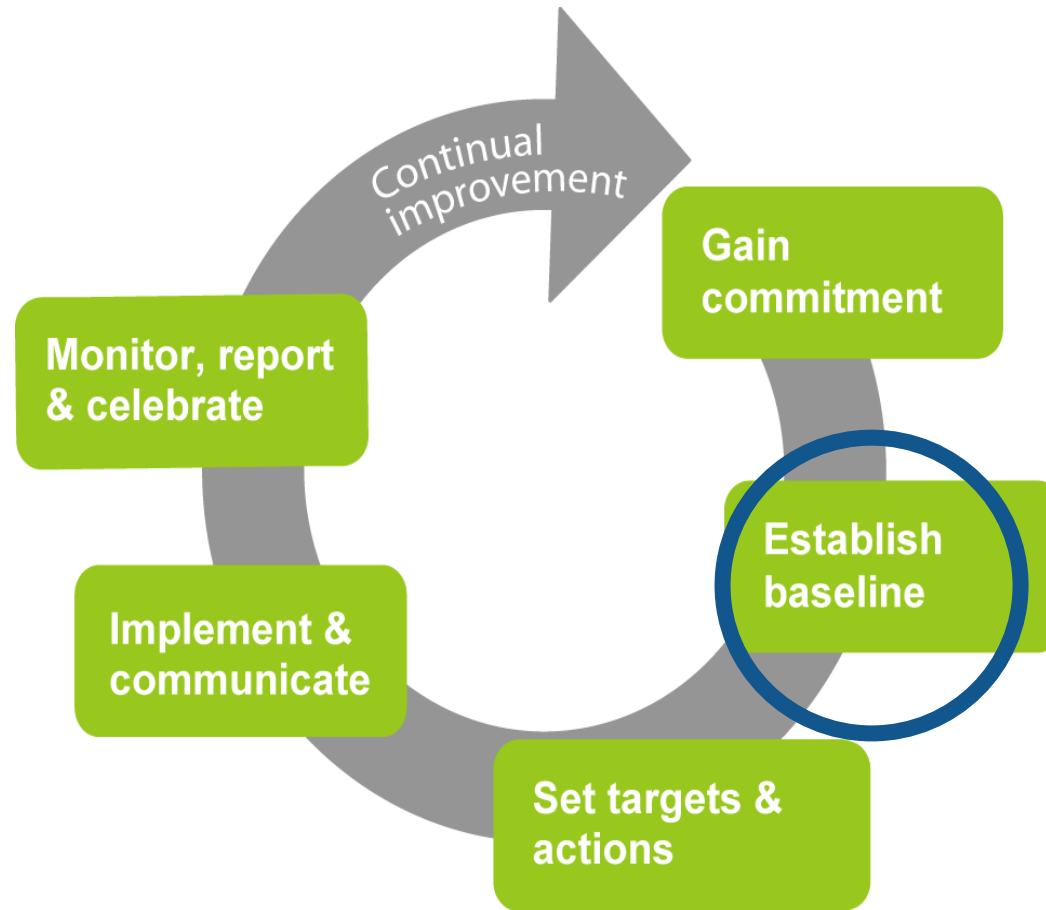 Continual
improvement
Gain
commitment
Establish
baseline
Set targets &
actions
Implement &
communicate
Monitor, report
& celebrate